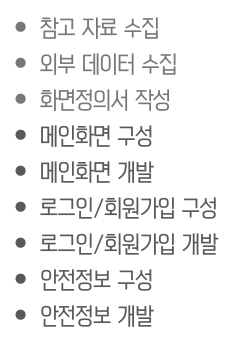 • 참고 자료 수집
• 외부 데이터 수집
• 화면정의서 작성
• 메인화면 구성
• 메인화면 개발
• 로그인/회원가입 구성
• 로그인/회원가입 개발
• 안전정보 구성
• 안전정보 개발